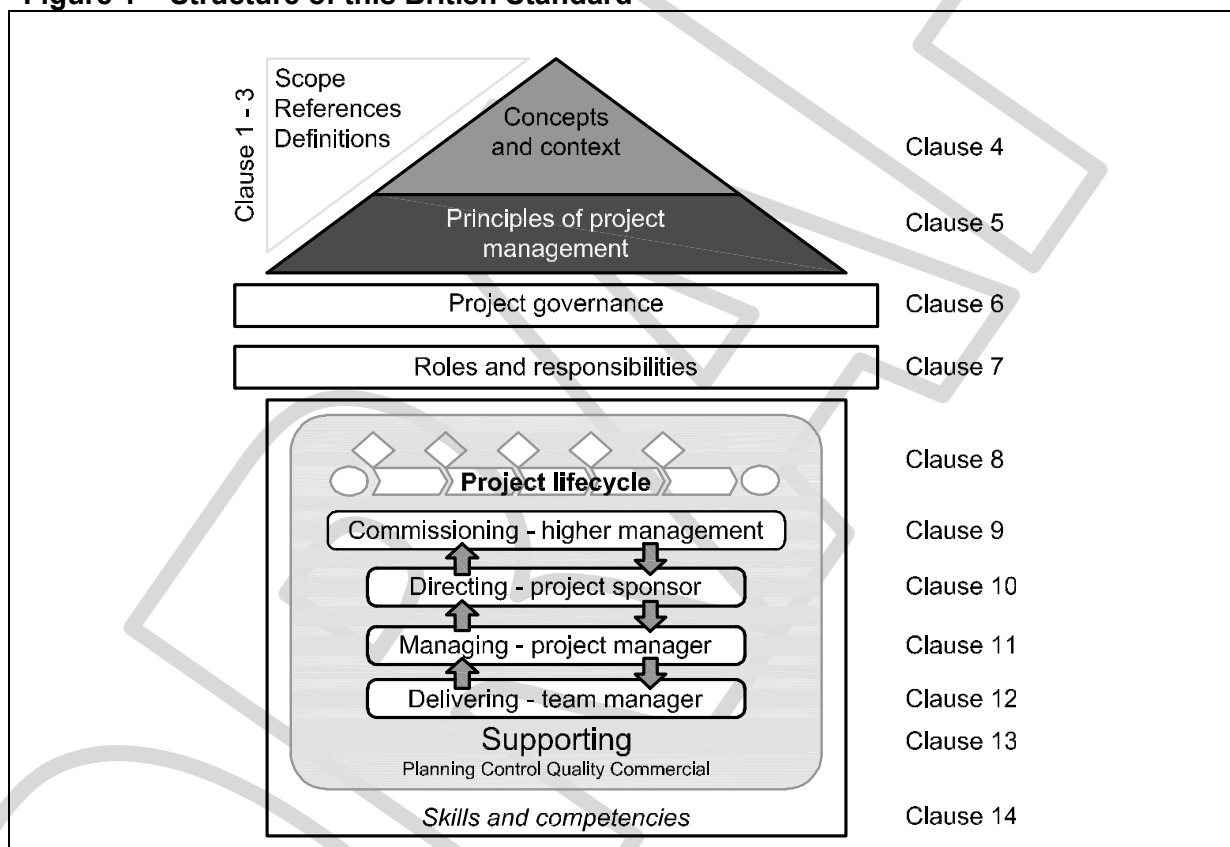 Figure 1 – Structure of this British Standard
Clause 1 - 3
Scope
References
Definitions
Concepts
and context
Clause 4
Principles of project
management
Clause 5
Project governance
Clause 6
Roles and responsibilities
Clause 7
Clause 8
Project lifecycle
Commissioning - higher management
Clause 9
Directing - project sponsor
Clause 10
Managing - project manager
Clause 11
Delivering - team manager
Clause 12
Supporting
Clause 13
Planning Control Quality Commercial
Skills and competencies
Clause 14